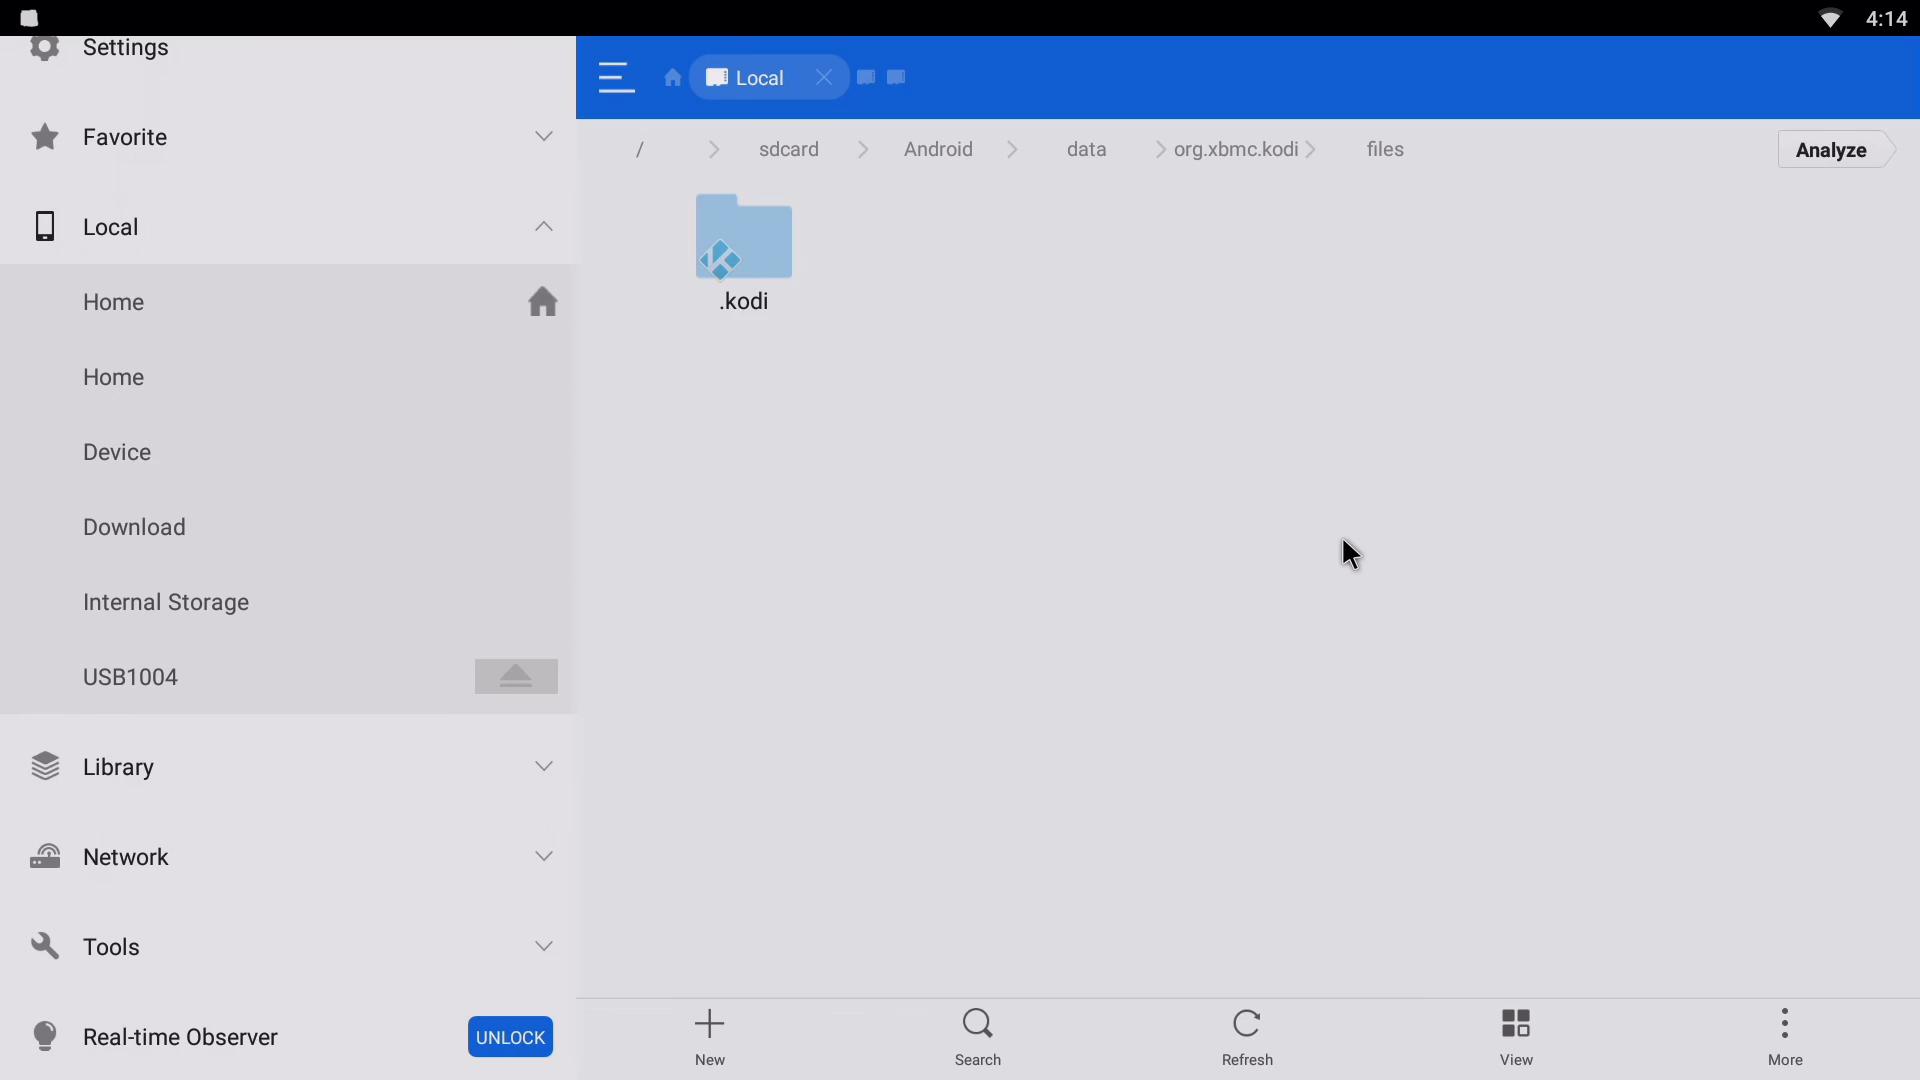 4:14
Settings
Favorite
Local
Home
Home
Device
Download
Internal Storage
USB1004
Library
Network
Tools
Real-time Observer
UNLOCK
Local
/
sdcard
Android
data
org.xbmc.kodi
files
Analyze
.kodi
New
Search
Refresh
View
More